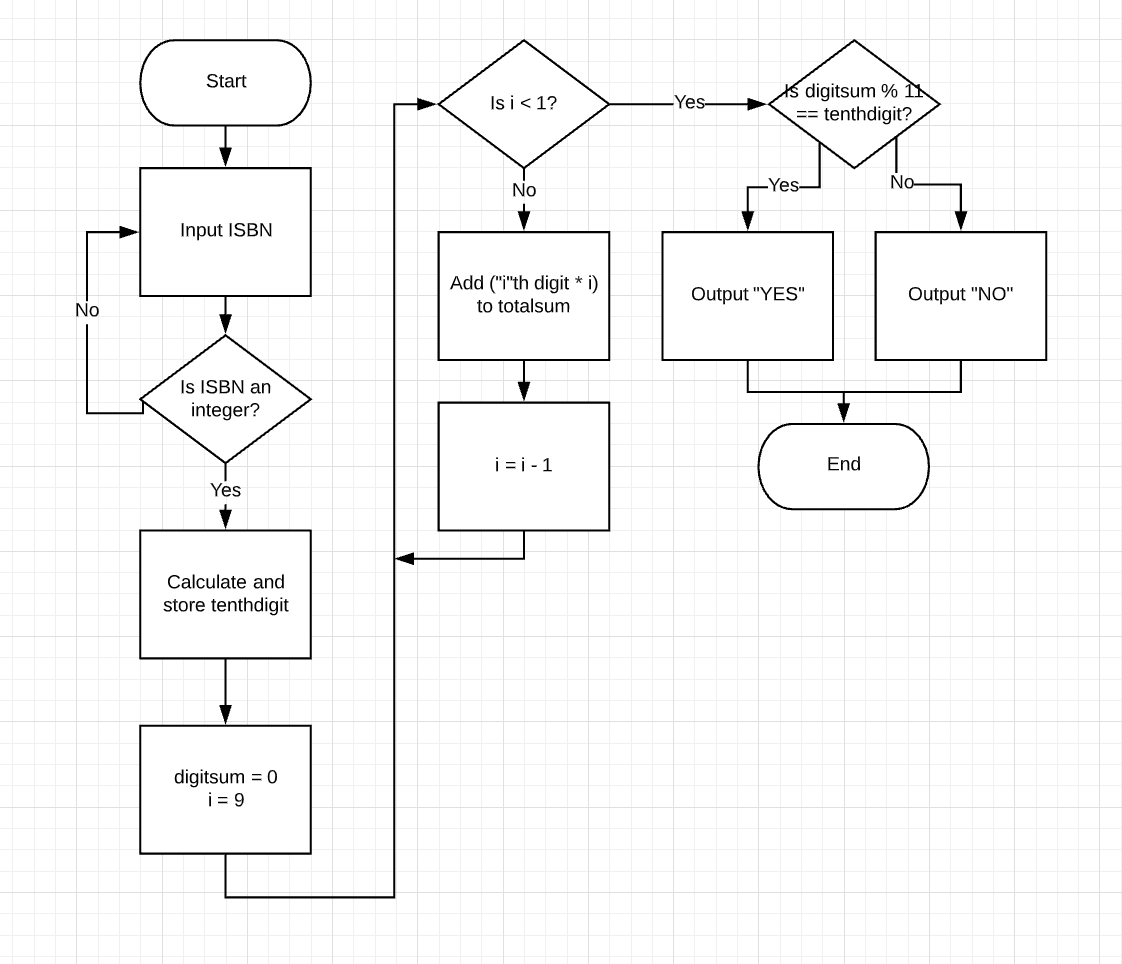 Start
Input ISBN
No
Is ISBN an
integer?
Yes
Calculate and
store tenthdigit
digitsum = 0
i = 9
Is i < 1?
Yes
No
Add ("i"th digit * i)
to totalsum
i = i - 1
Is digitsum % 11
== tenthdigit?
Yes
No
Output "YES"
Output "NO"
End